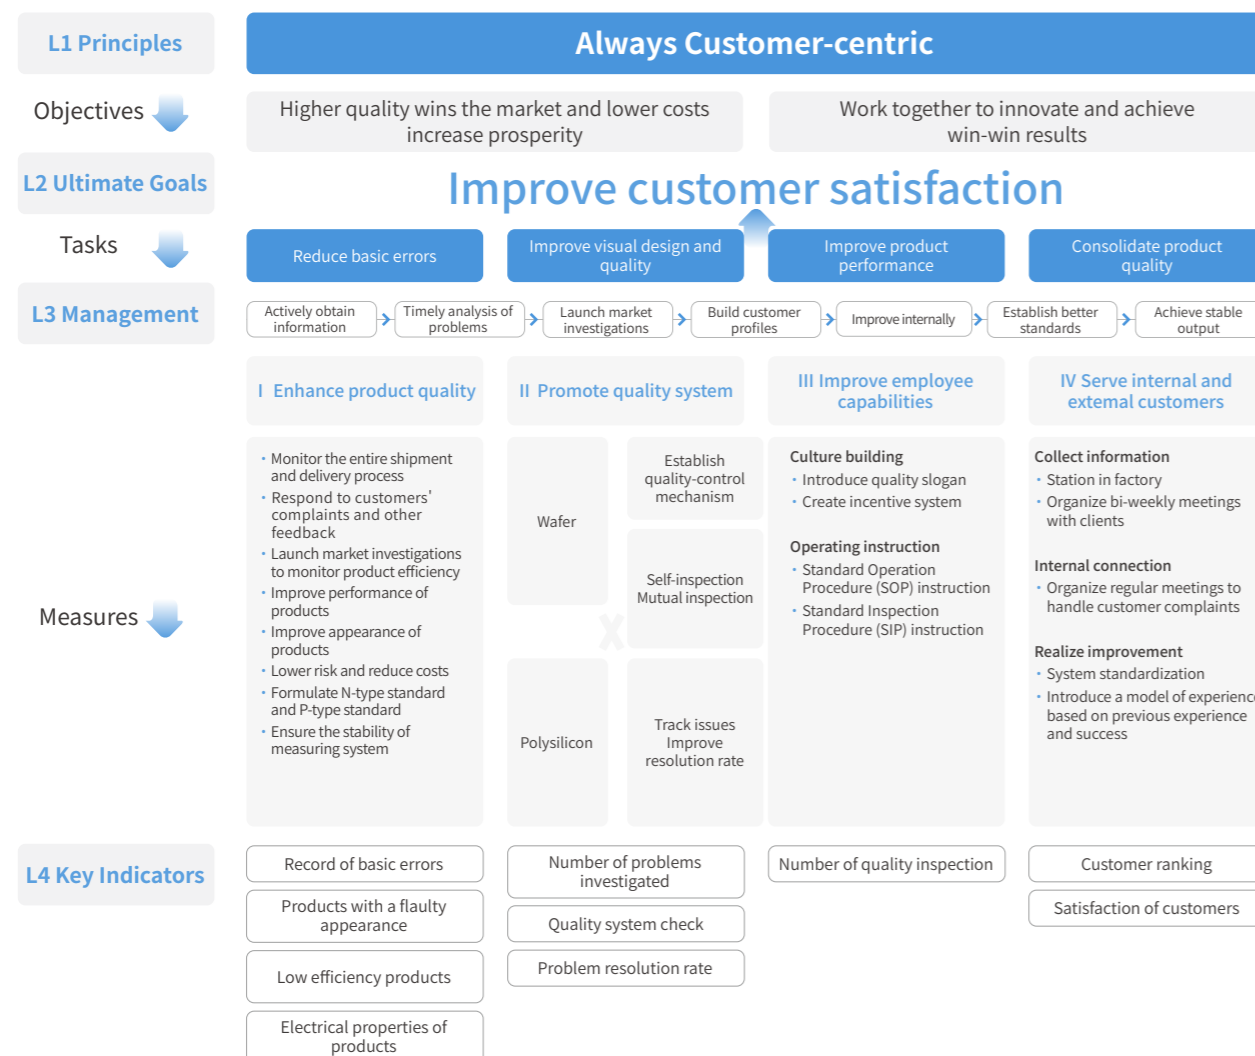 L1 Principles
Always Customer-centric
Objectives
Higher quality wins the market and lower costs
increase prosperity
Work together to innovate and achieve
win-win results
L2 Ultimate Goals
Improve customer satisfaction
Tasks
Reduce basic errors
Improve visual design and
quality
Improve product
performance
Consolidate product
quality
L3 Management
Actively obtain
information
Timely analysis of
problems
Launch market
investigations
Build customer
profiles
Improve internally
Establish better
standards
Achieve stable
output
I Enhance product quality
II Promote quality system
III Improve employee
capabilities
IV Serve internal and
extemal customers
Measures
• Monitor the entire shipment
and delivery process
• Respond to customers'
complaints and other
feedback
• Launch market investigations
to monitor product efficiency
• Improve performance of
products
• Improve appearance of
products
• Lower risk and reduce costs
• Formulate N-type standard
and P-type standard
• Ensure the stability of
measuring system
Wafer
X
Polysilicon
Establish
quality-control
mechanism
Self-inspection
Mutual inspection
Track issues
Improve
resolution rate
Culture building
• Introduce quality slogan
• Create incentive system
Operating instruction
• Standard Operation
Procedure (SOP) instruction
• Standard Inspection
Procedure (SIP) instruction
Collect information
• Station in factory
• Organize bi-weekly meetings
with clients
Internal connection
• Organize regular meetings to
handle customer complaints
Realize improvement
• System standardization
• Introduce a model of experience
based on previous experience
and success
L4 Key Indicators
Record of basic errors
Products with a flaulty
appearance
Low efficiency products
Electrical properties of
products
Number of problems
investigated
Quality system check
Problem resolution rate
Number of quality inspection
Customer ranking
Satisfaction of customers